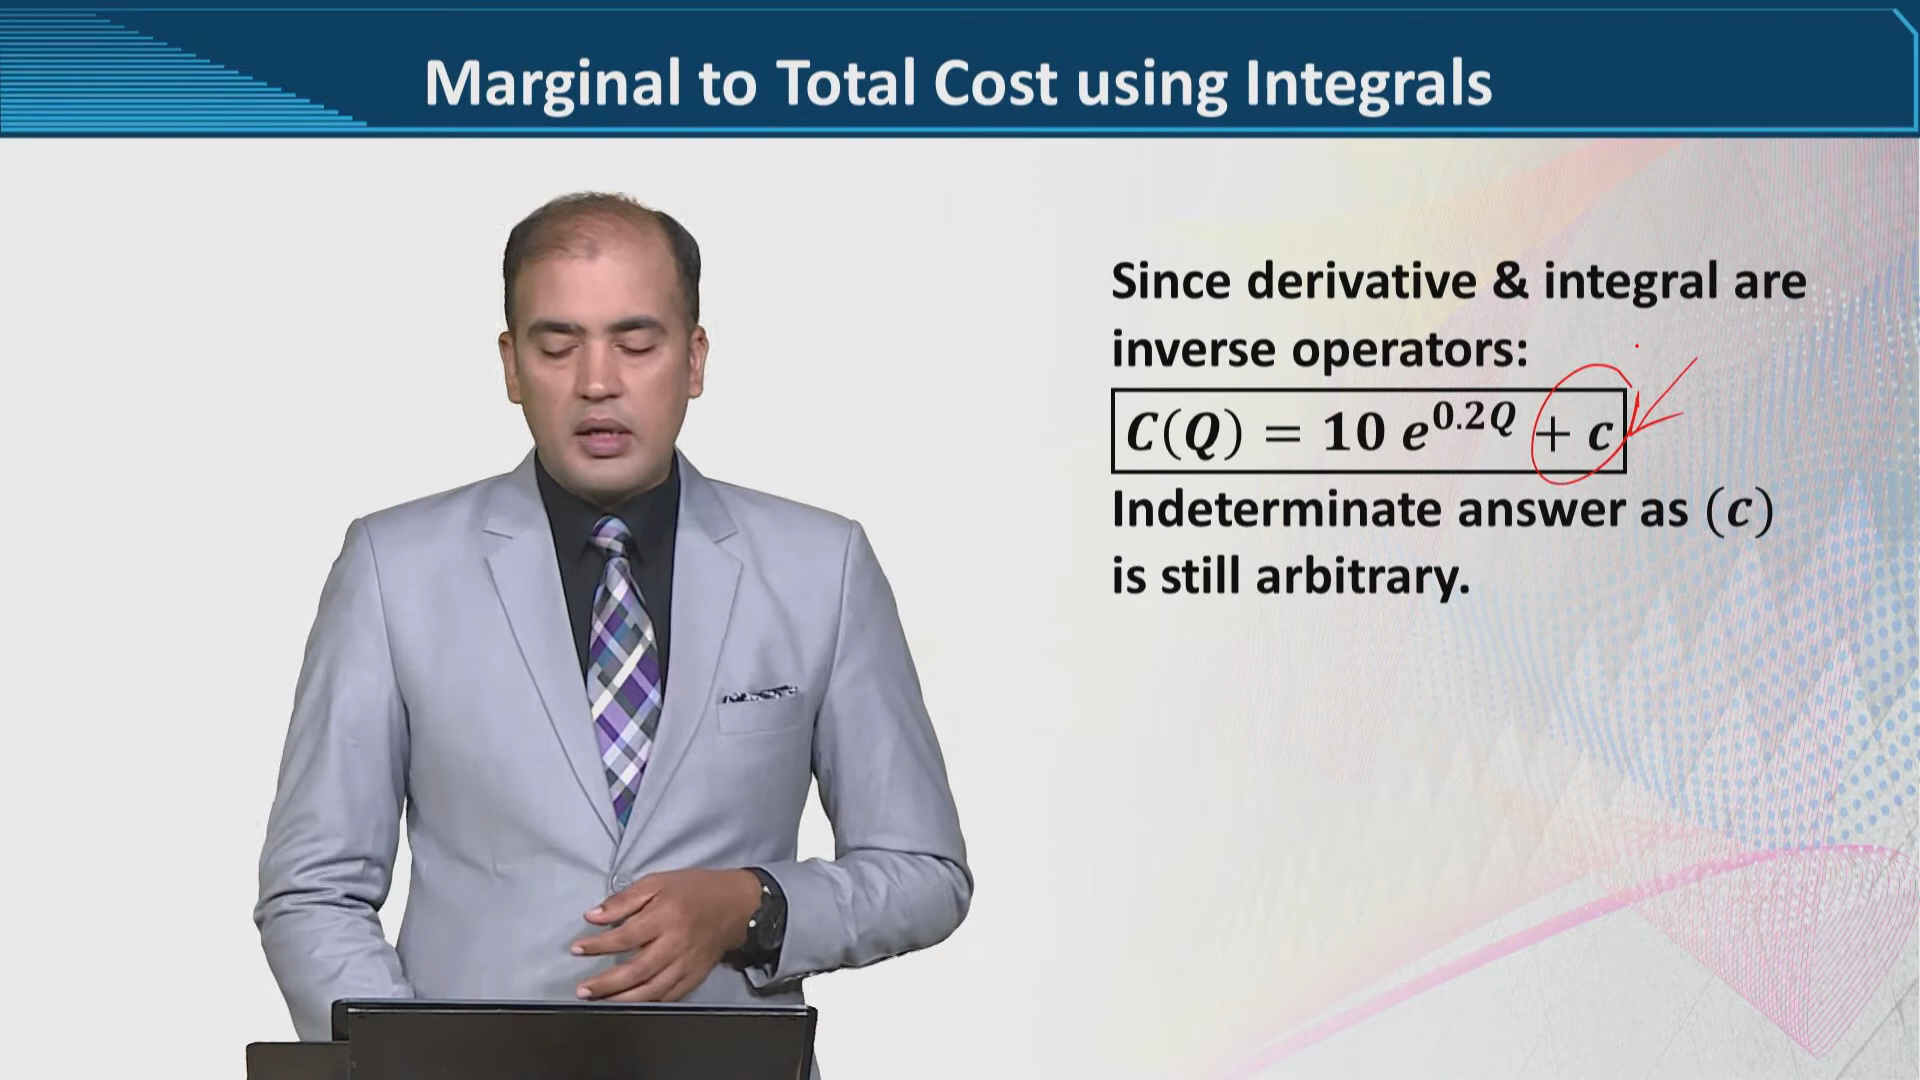 Marginal to Total Cost using Integrals
Since derivative & integral are
inverse operators:
C(Q) = 10 e^{0.2Q} + c
Indeterminate answer as (c)
is still arbitrary.